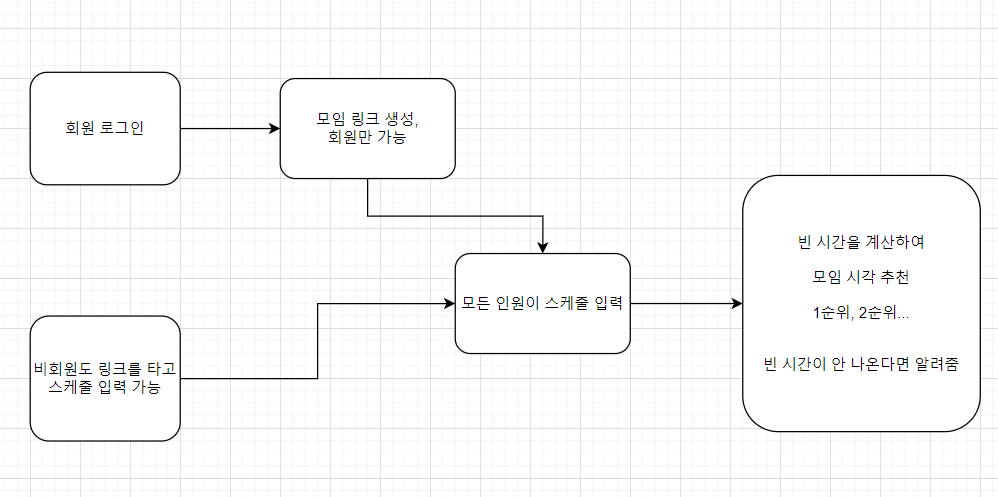 회원 로그인
모임 링크 생성,
회원만 가능
비회원도 링크를 타고
스케줄 입력 가능
모든 인원이 스케줄 입력
빈 시간을 계산하여
모임 시각 추천
1순위, 2순위...
빈 시간이 안 나온다면 알려줌